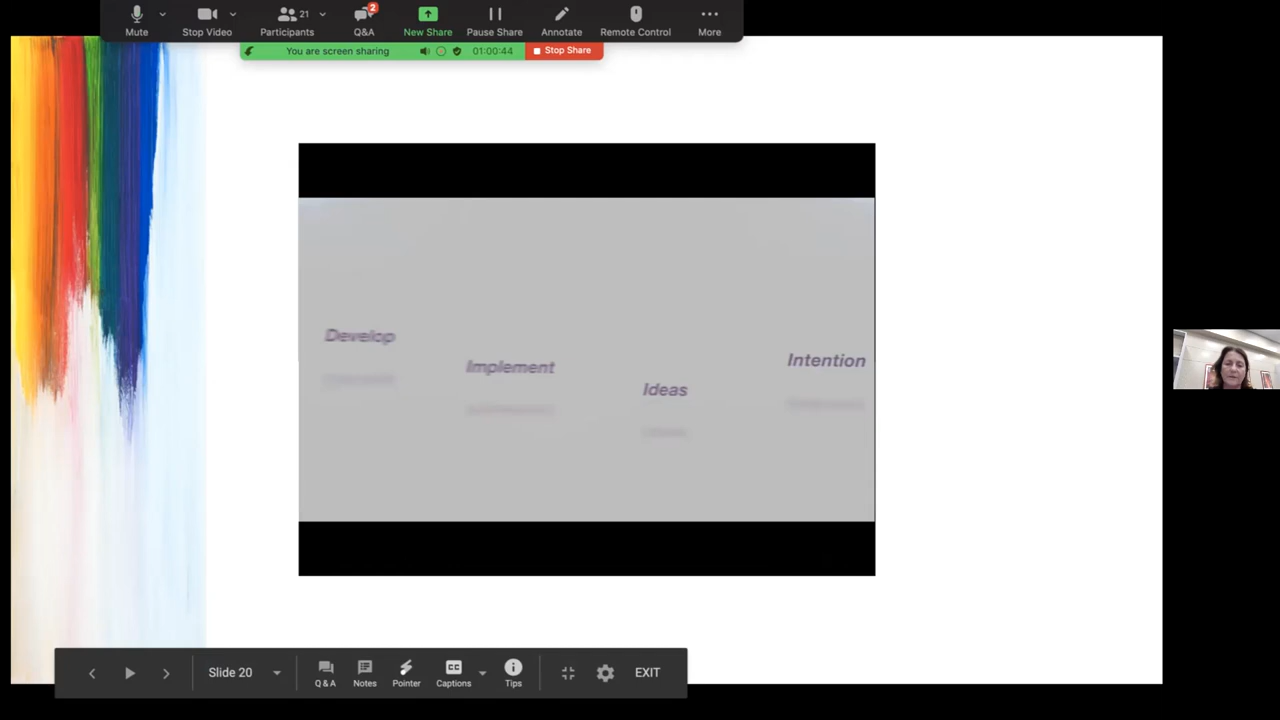 Mute
Stop Video
21
Participants
2
Q&A
New Share
Pause Share
Annotate
Remote Control
More
You are screen sharing
01:00:44
Stop Share
Develop
Implement
Ideas
Intention
Slide 20
Q & A
Notes
Pointer
CC
Captions
Tips
EXIT